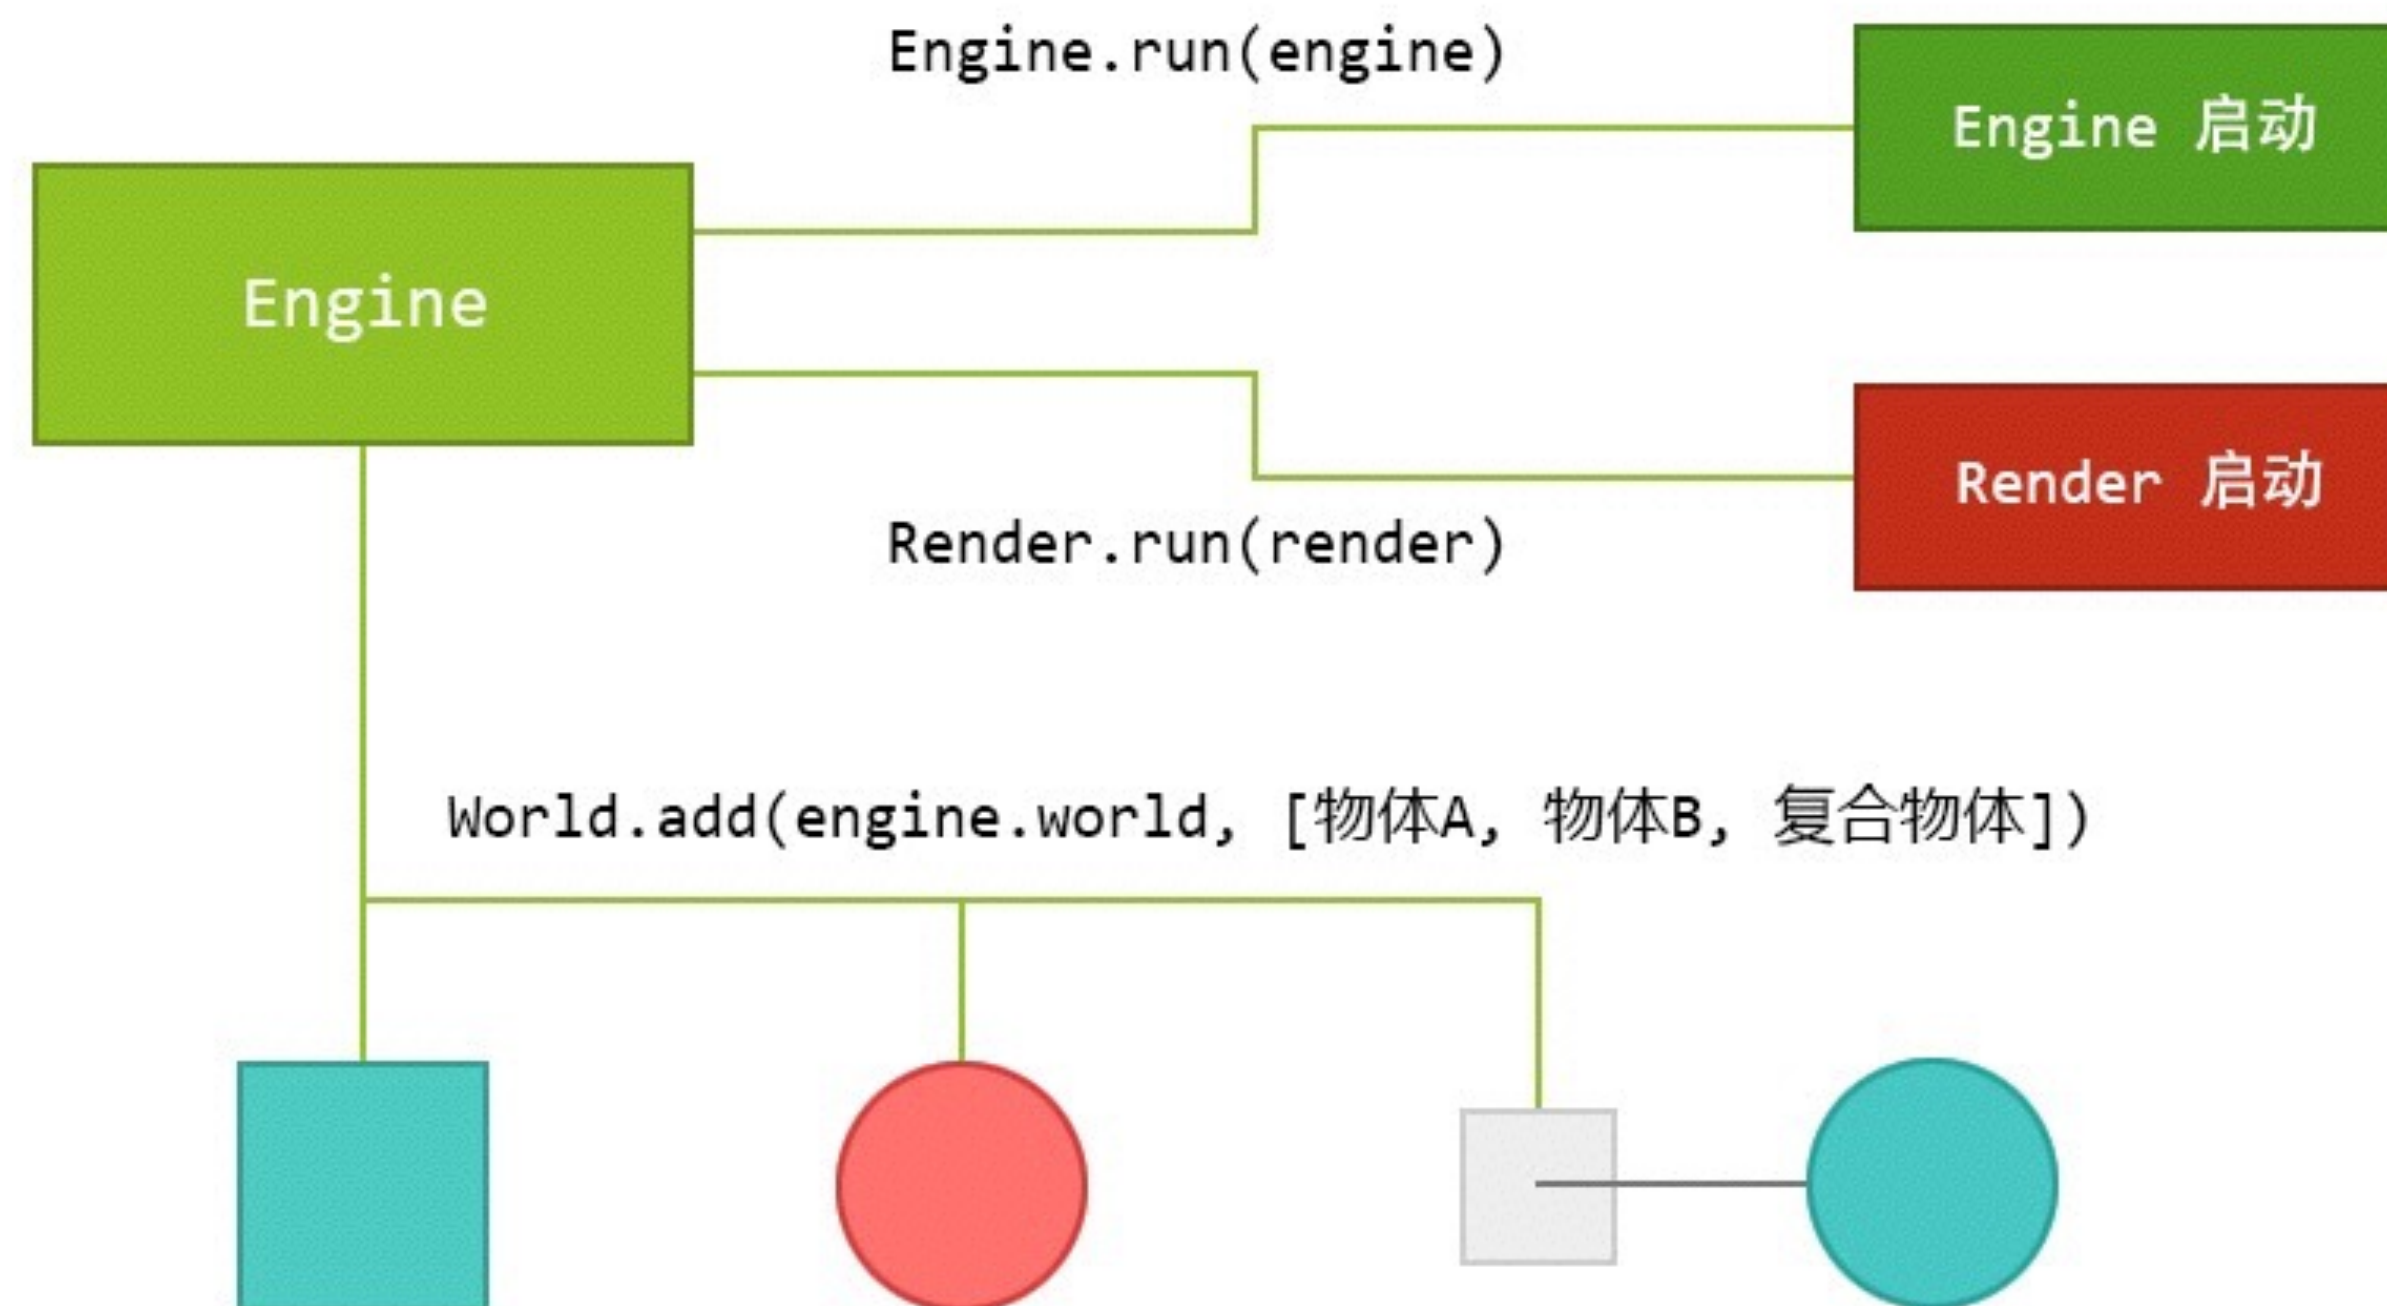 Engine.run(engine)
Engine 启动
Engine
Render 启动
Render.run(render)
World.add(engine.world, [物体A, 物体B, 复合物体])